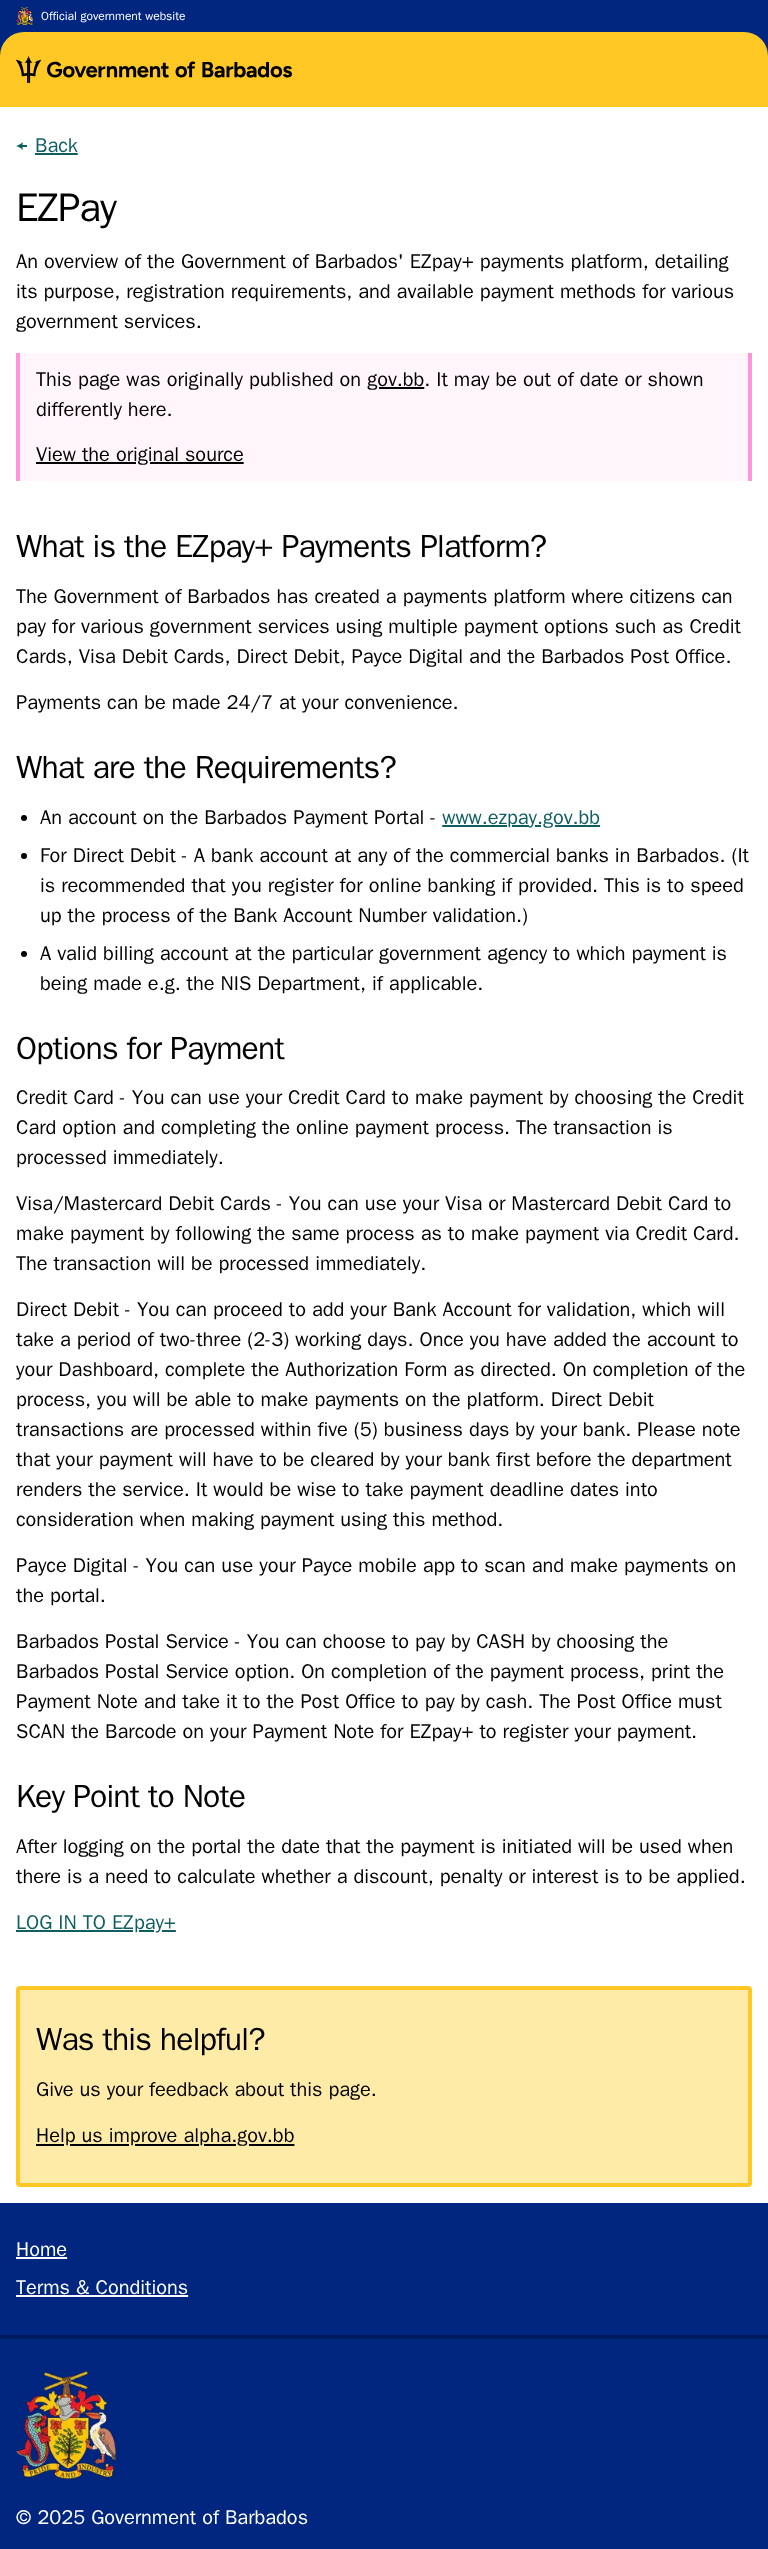 Official government website
Government of Barbados
← Back
EZPay
An overview of the Government of Barbados' EZpay+ payments platform, detailing
its purpose, registration requirements, and available payment methods for various
government services.
This page was originally published on gov.bb. It may be out of date or shown
differently here.
View the original source
What is the EZpay+ Payments Platform?
The Government of Barbados has created a payments platform where citizens can
pay for various government services using multiple payment options such as Credit
Cards, Visa Debit Cards, Direct Debit, Payce Digital and the Barbados Post Office.
Payments can be made 24/7 at your convenience.
What are the Requirements?
• An account on the Barbados Payment Portal - www.ezpay.gov.bb
• For Direct Debit - A bank account at any of the commercial banks in Barbados. (It
is recommended that you register for online banking if provided. This is to speed
up the process of the Bank Account Number validation.)
• A valid billing account at the particular government agency to which payment is
being made e.g. the NIS Department, if applicable.
Options for Payment
Credit Card - You can use your Credit Card to make payment by choosing the Credit
Card option and completing the online payment process. The transaction is
processed immediately.
Visa/Mastercard Debit Cards - You can use your Visa or Mastercard Debit Card to
make payment by following the same process as to make payment via Credit Card.
The transaction will be processed immediately.
Direct Debit - You can proceed to add your Bank Account for validation, which will
take a period of two-three (2-3) working days. Once you have added the account to
your Dashboard, complete the Authorization Form as directed. On completion of the
process, you will be able to make payments on the platform. Direct Debit
transactions are processed within five (5) business days by your bank. Please note
that your payment will have to be cleared by your bank first before the department
renders the service. It would be wise to take payment deadline dates into
consideration when making payment using this method.
Payce Digital - You can use your Payce mobile app to scan and make payments on
the portal.
Barbados Postal Service - You can choose to pay by CASH by choosing the
Barbados Postal Service option. On completion of the payment process, print the
Payment Note and take it to the Post Office to pay by cash. The Post Office must
SCAN the Barcode on your Payment Note for EZpay+ to register your payment.
Key Point to Note
After logging on the portal the date that the payment is initiated will be used when
there is a need to calculate whether a discount, penalty or interest is to be applied.
LOG IN TO EZpay+
Was this helpful?
Give us your feedback about this page.
Help us improve alpha.gov.bb
Home
Terms & Conditions
PRIDE AND INDUSTRY
© 2025 Government of Barbados